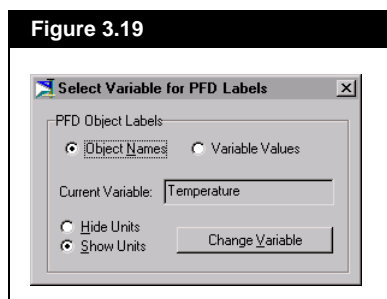 Figure 3.19
Select Variable for PFD Labels
PFD Object Labels
Object Names Variable Values
Current Variable: Temperature
Hide Units
Show Units Change Variable